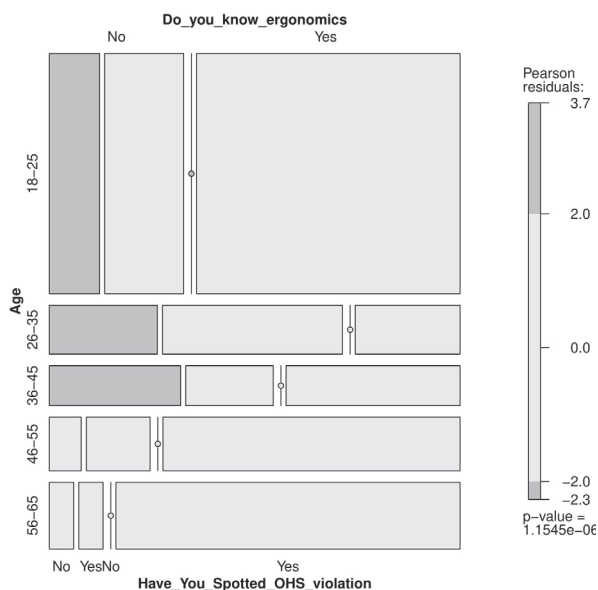 Do_you_know_ergonomics
No Yes
Pearson
residuals:
3.7
2.0
0.0
−2.0
−2.3
p−value =
1.1545e−06
Age
18−25
26−35
36−45
46−55
56−65
No YesNo Yes
Have_You_Spotted_OHS_violation